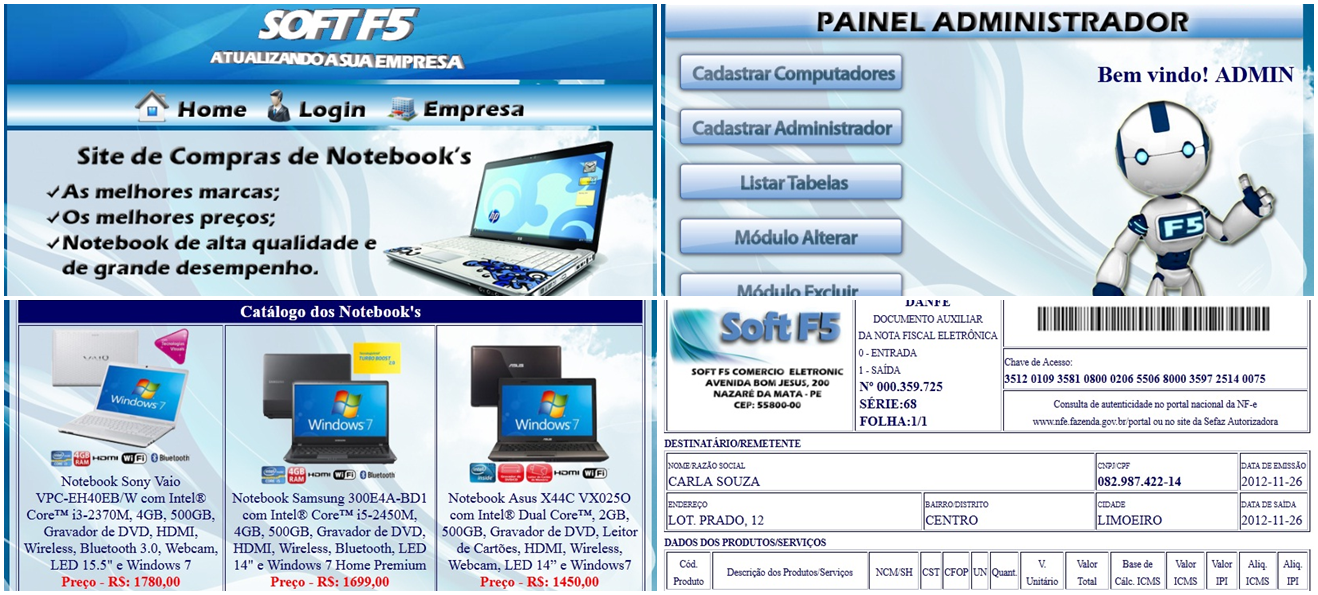 SOFT F5
ATUALIZANDO A SUA EMPRESA
Home Login Empresa
Site de Compras de Notebook's
As melhores marcas;
Os melhores preços;
Notebook de alta qualidade e
de grande desempenho.
hp
PAINEL ADMINISTRADOR
Cadastrar Computadores
Cadastrar Administrador
Listar Tabelas
Módulo Alterar
Módulo Excluir
Bem vindo! ADMIN
F5
Catálogo dos Notebook's
VAIO
Windows 7
4GB
RAM
HDMI
Wi Fi
Bluetooth
Notebook Sony Vaio
VPC-EH40EB/W com Intel®
Core™ i3-2370M, 4GB, 500GB,
Gravador de DVD, HDMI,
Wireless, Bluetooth 3.0, Webcam,
LED 15.5" e Windows 7
Preço - R$: 1780,00
TURBO BOOST
Windows 7
4GB
RAM
HDMI
Wi Fi
Bluetooth
Notebook Samsung 300E4A-BD1
com Intel® Core™ i5-2450M,
4GB, 500GB, Gravador de DVD,
HDMI, Wireless, Bluetooth, LED
14" e Windows 7 Home Premium
Preço - R$: 1699,00
ASUS
Windows 7
inside
HDMI
Wi Fi
Notebook Asus X44C VX025O
com Intel® Dual Core™, 2GB,
500GB, Gravador de DVD, Leitor
de Cartões, HDMI, Wireless,
Webcam, LED 14" e Windows7
Preço - R$: 1450,00
Soft F5
SOFT F5 COMERCIO ELETRONIC
AVENIDA BOM JESUS, 200
NAZARÉ DA MATA - PE
CEP: 55800-00
DANFE
DOCUMENTO AUXILIAR
DA NOTA FISCAL ELETRÔNICA
0 - ENTRADA
1 - SAÍDA
Nº 000.359.725
SÉRIE:68
FOLHA:1/1
Chave de Acesso:
3512 0109 3581 0800 0206 5506 8000 3597 2514 0075
Consulta de autenticidade no portal nacional da NF-e
www.nfe.fazenda.gov.br/portal ou no site da Sefaz Autorizadora
DESTINATÁRIO/REMETENTE
NOME/RAZÃO SOCIAL CNPJ/CPF DATA DE EMISSÃO
CARLA SOUZA 082.987.422-14 2012-11-26
ENDEREÇO BAIRRO/DISTRITO CIDADE DATA DE SAÍDA
LOT. PRADO, 12 CENTRO LIMOEIRO 2012-11-26
DADOS DOS PRODUTOS/SERVIÇOS
Cód. Produto Descrição dos Produtos/Serviços NCM/SH CST CFOP UN Quant. V. Unitário Valor Total Base de Cálc. ICMS Valor ICMS Valor IPI Aliq. ICMS Aliq. IPI